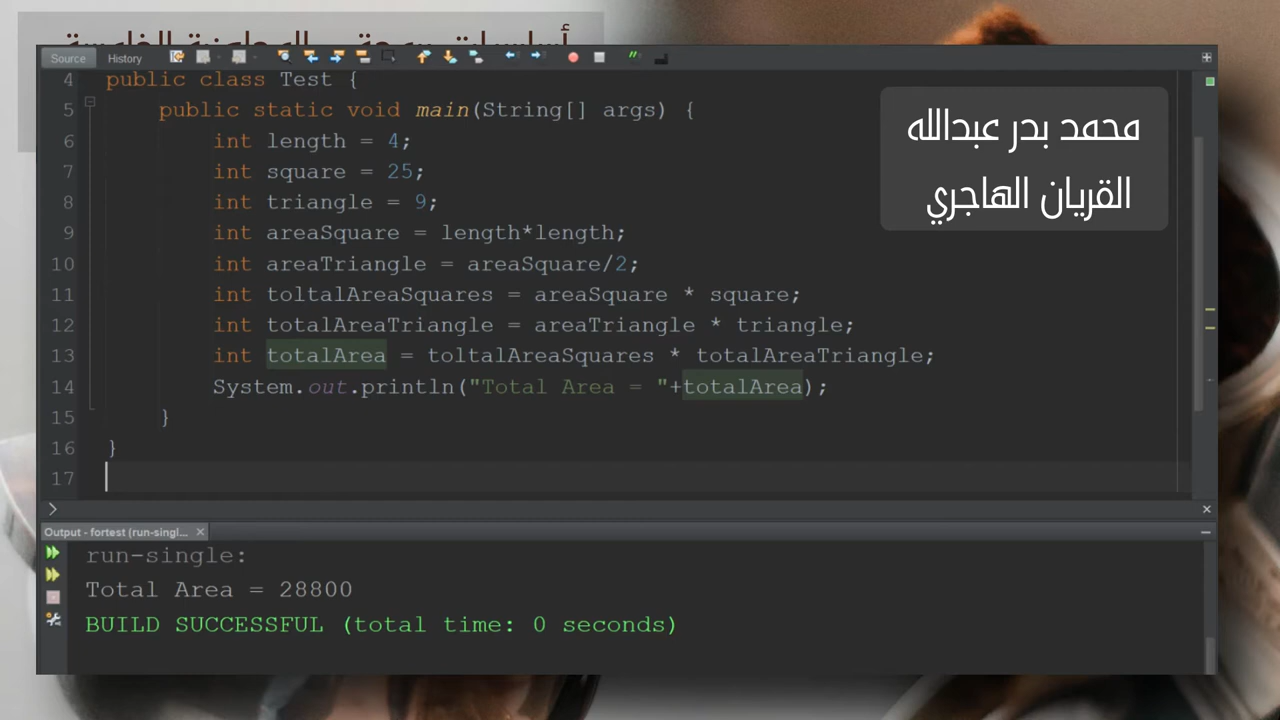 Source History
4 public class Test {
5 public static void main(String[] args) {
6 int length = 4;
7 int square = 25;
8 int triangle = 9;
9 int areaSquare = length*length;
10 int areaTriangle = areaSquare/2;
11 int toltalAreaSquares = areaSquare * square;
12 int totalAreaTriangle = areaTriangle * triangle;
13 int totalArea = toltalAreaSquares * totalAreaTriangle;
14 System.out.println("Total Area = "+totalArea);
15 }
16 }
17
محمد بدر عبدالله
القريان الهاجري
Output - fortest (run-singl...
run-single:
Total Area = 28800
BUILD SUCCESSFUL (total time: 0 seconds)